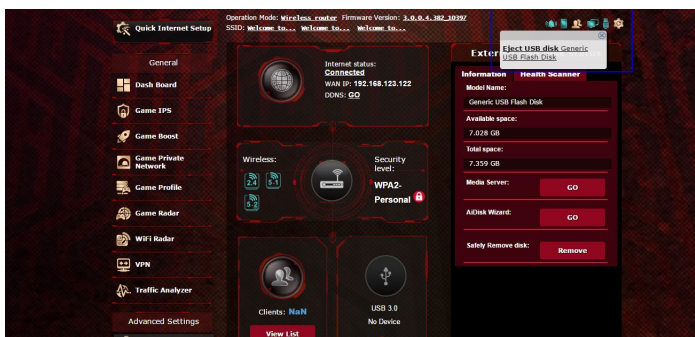 Operation Mode: Wireless router Firmware Version: 3.0.0.4.382_10397
SSID: Welcome to... Welcome to... Welcome to...
Quick Internet Setup
General
Dash Board
Game IPS
Game Boost
Game Private
Network
Game Profile
Game Radar
WiFi Radar
VPN
Traffic Analyzer
Advanced Settings
Internet status:
Connected
WAN IP: 192.168.123.122
DDNS: GO
Wireless:
2.4
5-1
5-2
Security
level:
WPA2-
Personal
Clients: NaN
View List
USB 3.0
No Device
Eject USB disk Generic
USB Flash Disk
Exter
Information Health Scanner
Model Name:
Generic USB Flash Disk
Available space:
7.028 GB
Total space:
7.359 GB
Media Server:
GO
AiDisk Wizard:
GO
Safely Remove
disk:
Remove